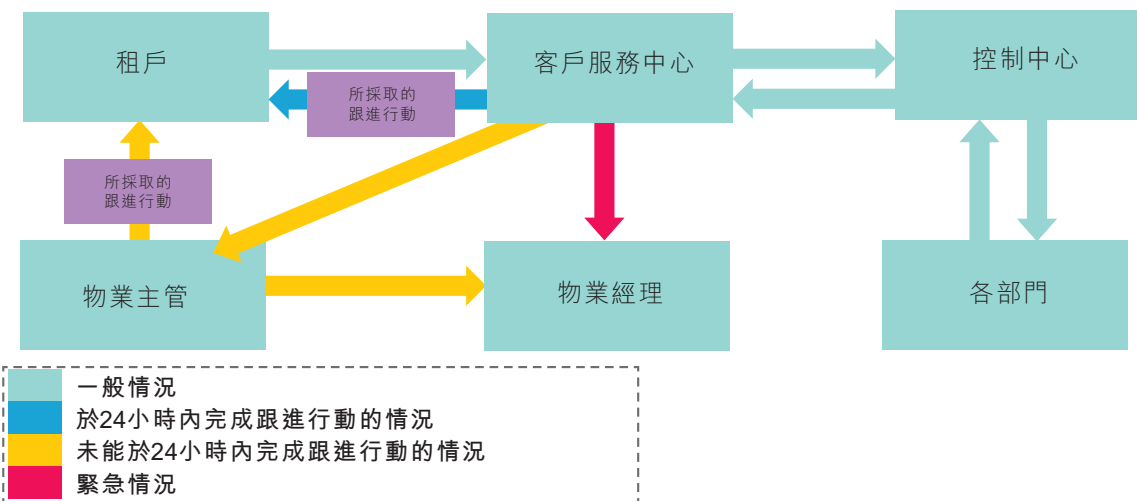 租戶
客戶服務中心
控制中心
所採取的
跟進行動
所採取的
跟進行動
物業主管
物業經理
各部門
一般情況
於24小時內完成跟進行動的情況
未能於24小時內完成跟進行動的情況
緊急情況